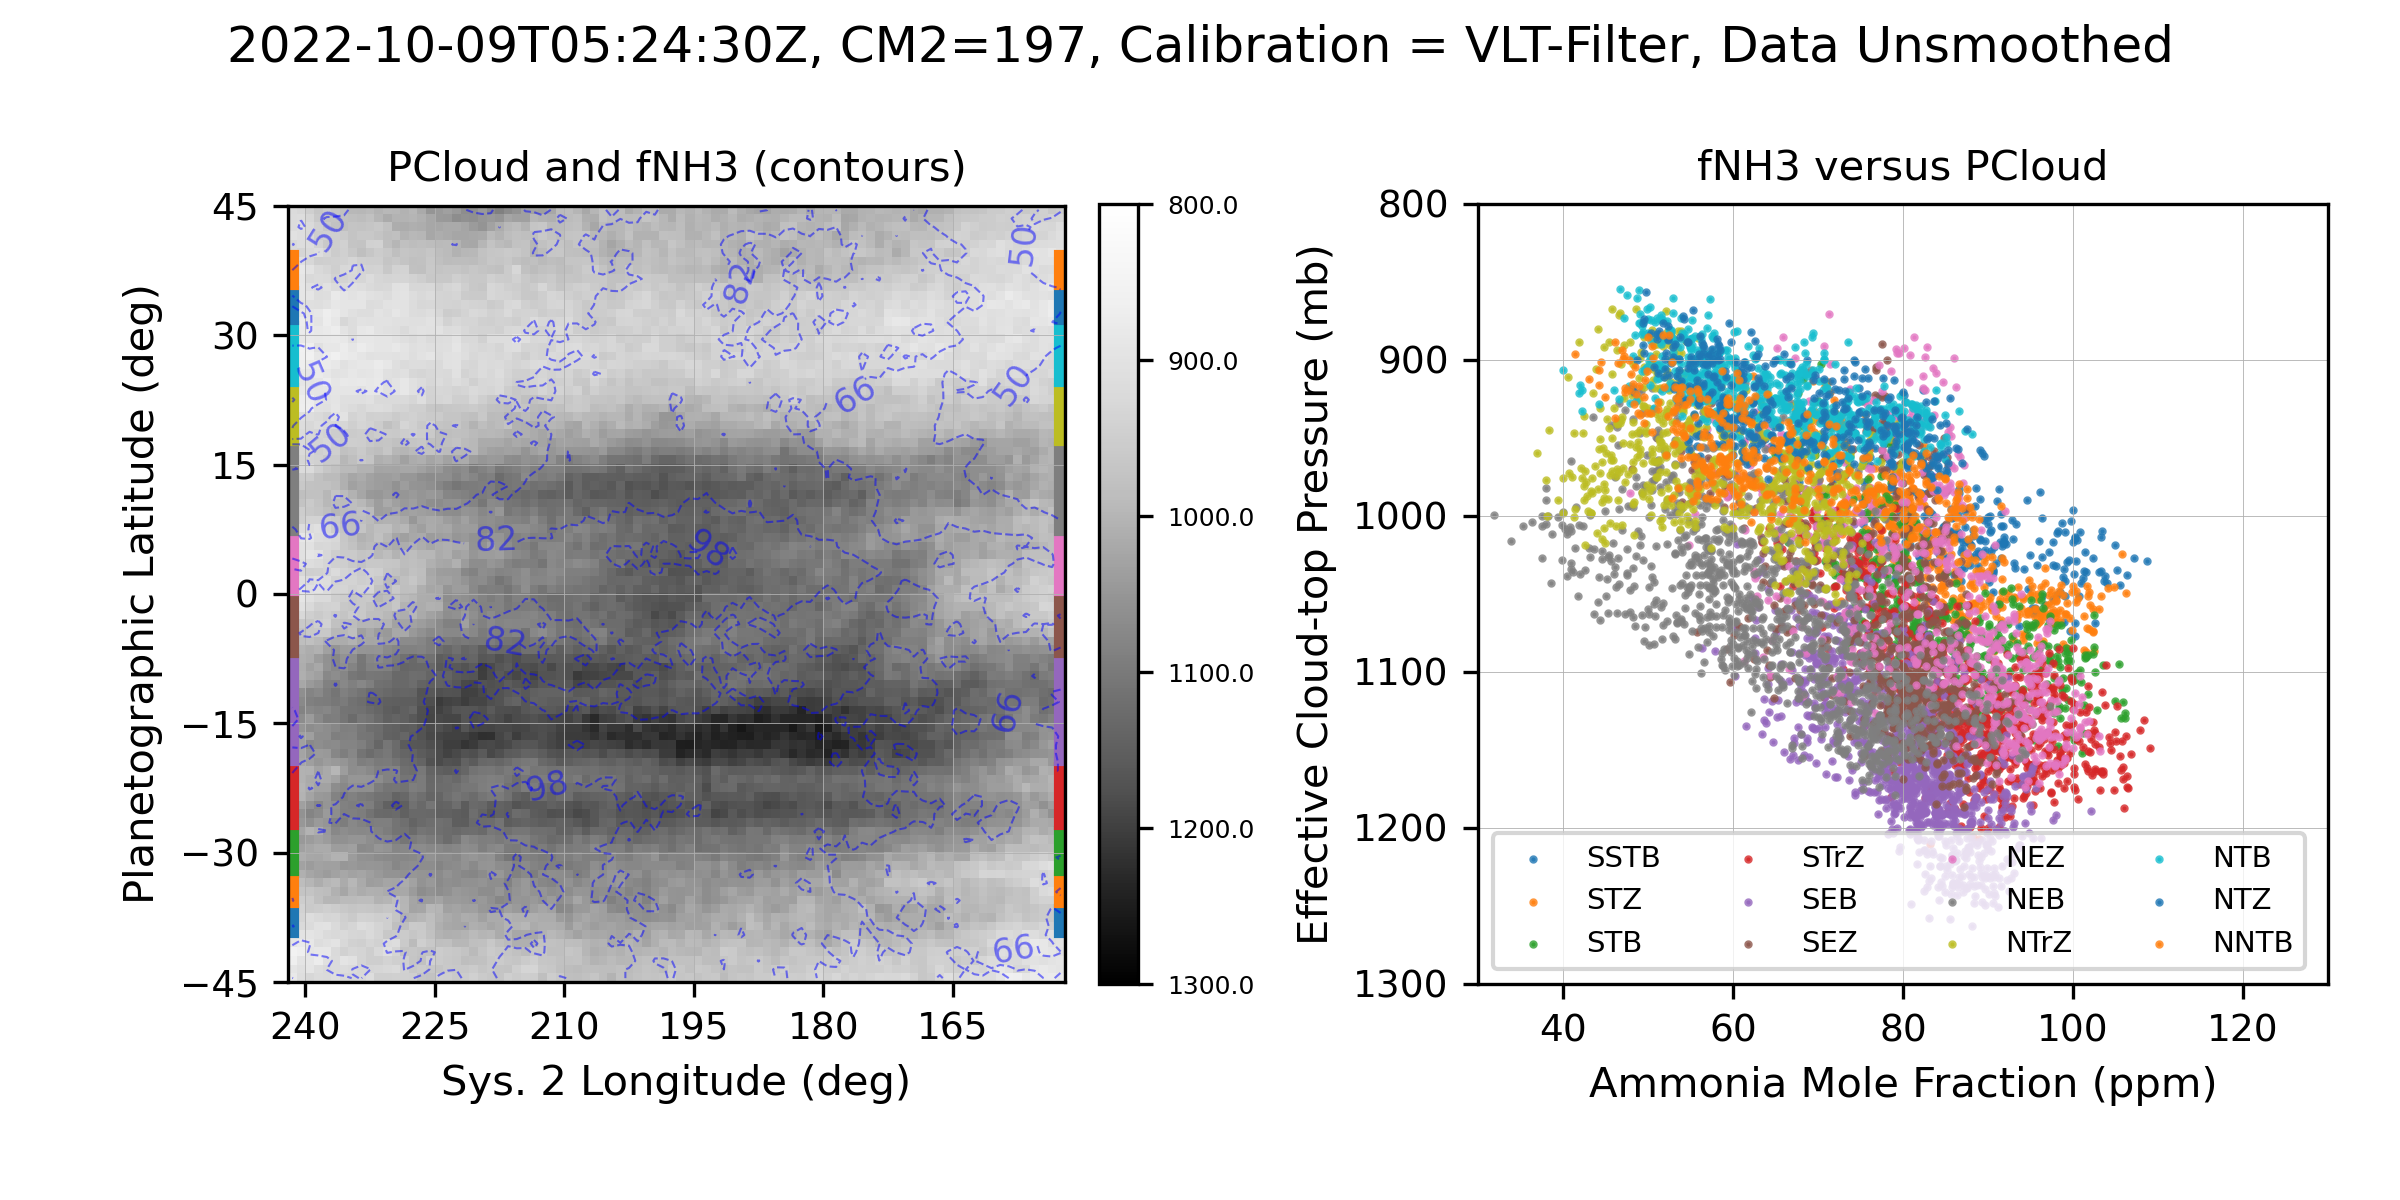 2022-10-09T05:24:30Z, CM2=197, Calibration = VLT-Filter, Data Unsmoothed
PCloud and fNH3 (contours)
Planetographic Latitude (deg)
45
30
15
0
−15
−30
−45
240
225
210
195
180
165
Sys. 2 Longitude (deg)
50
50
82
50
66
50
50
66
82
98
82
66
98
66
800.0
900.0
1000.0
1100.0
1200.0
1300.0
fNH3 versus PCloud
Effective Cloud-top Pressure (mb)
800
900
1000
1100
1200
1300
SSTB
STZ
STB
STrZ
SEB
SEZ
NEZ
NEB
NTrZ
NTB
NTZ
NNTB
40
60
80
100
120
Ammonia Mole Fraction (ppm)